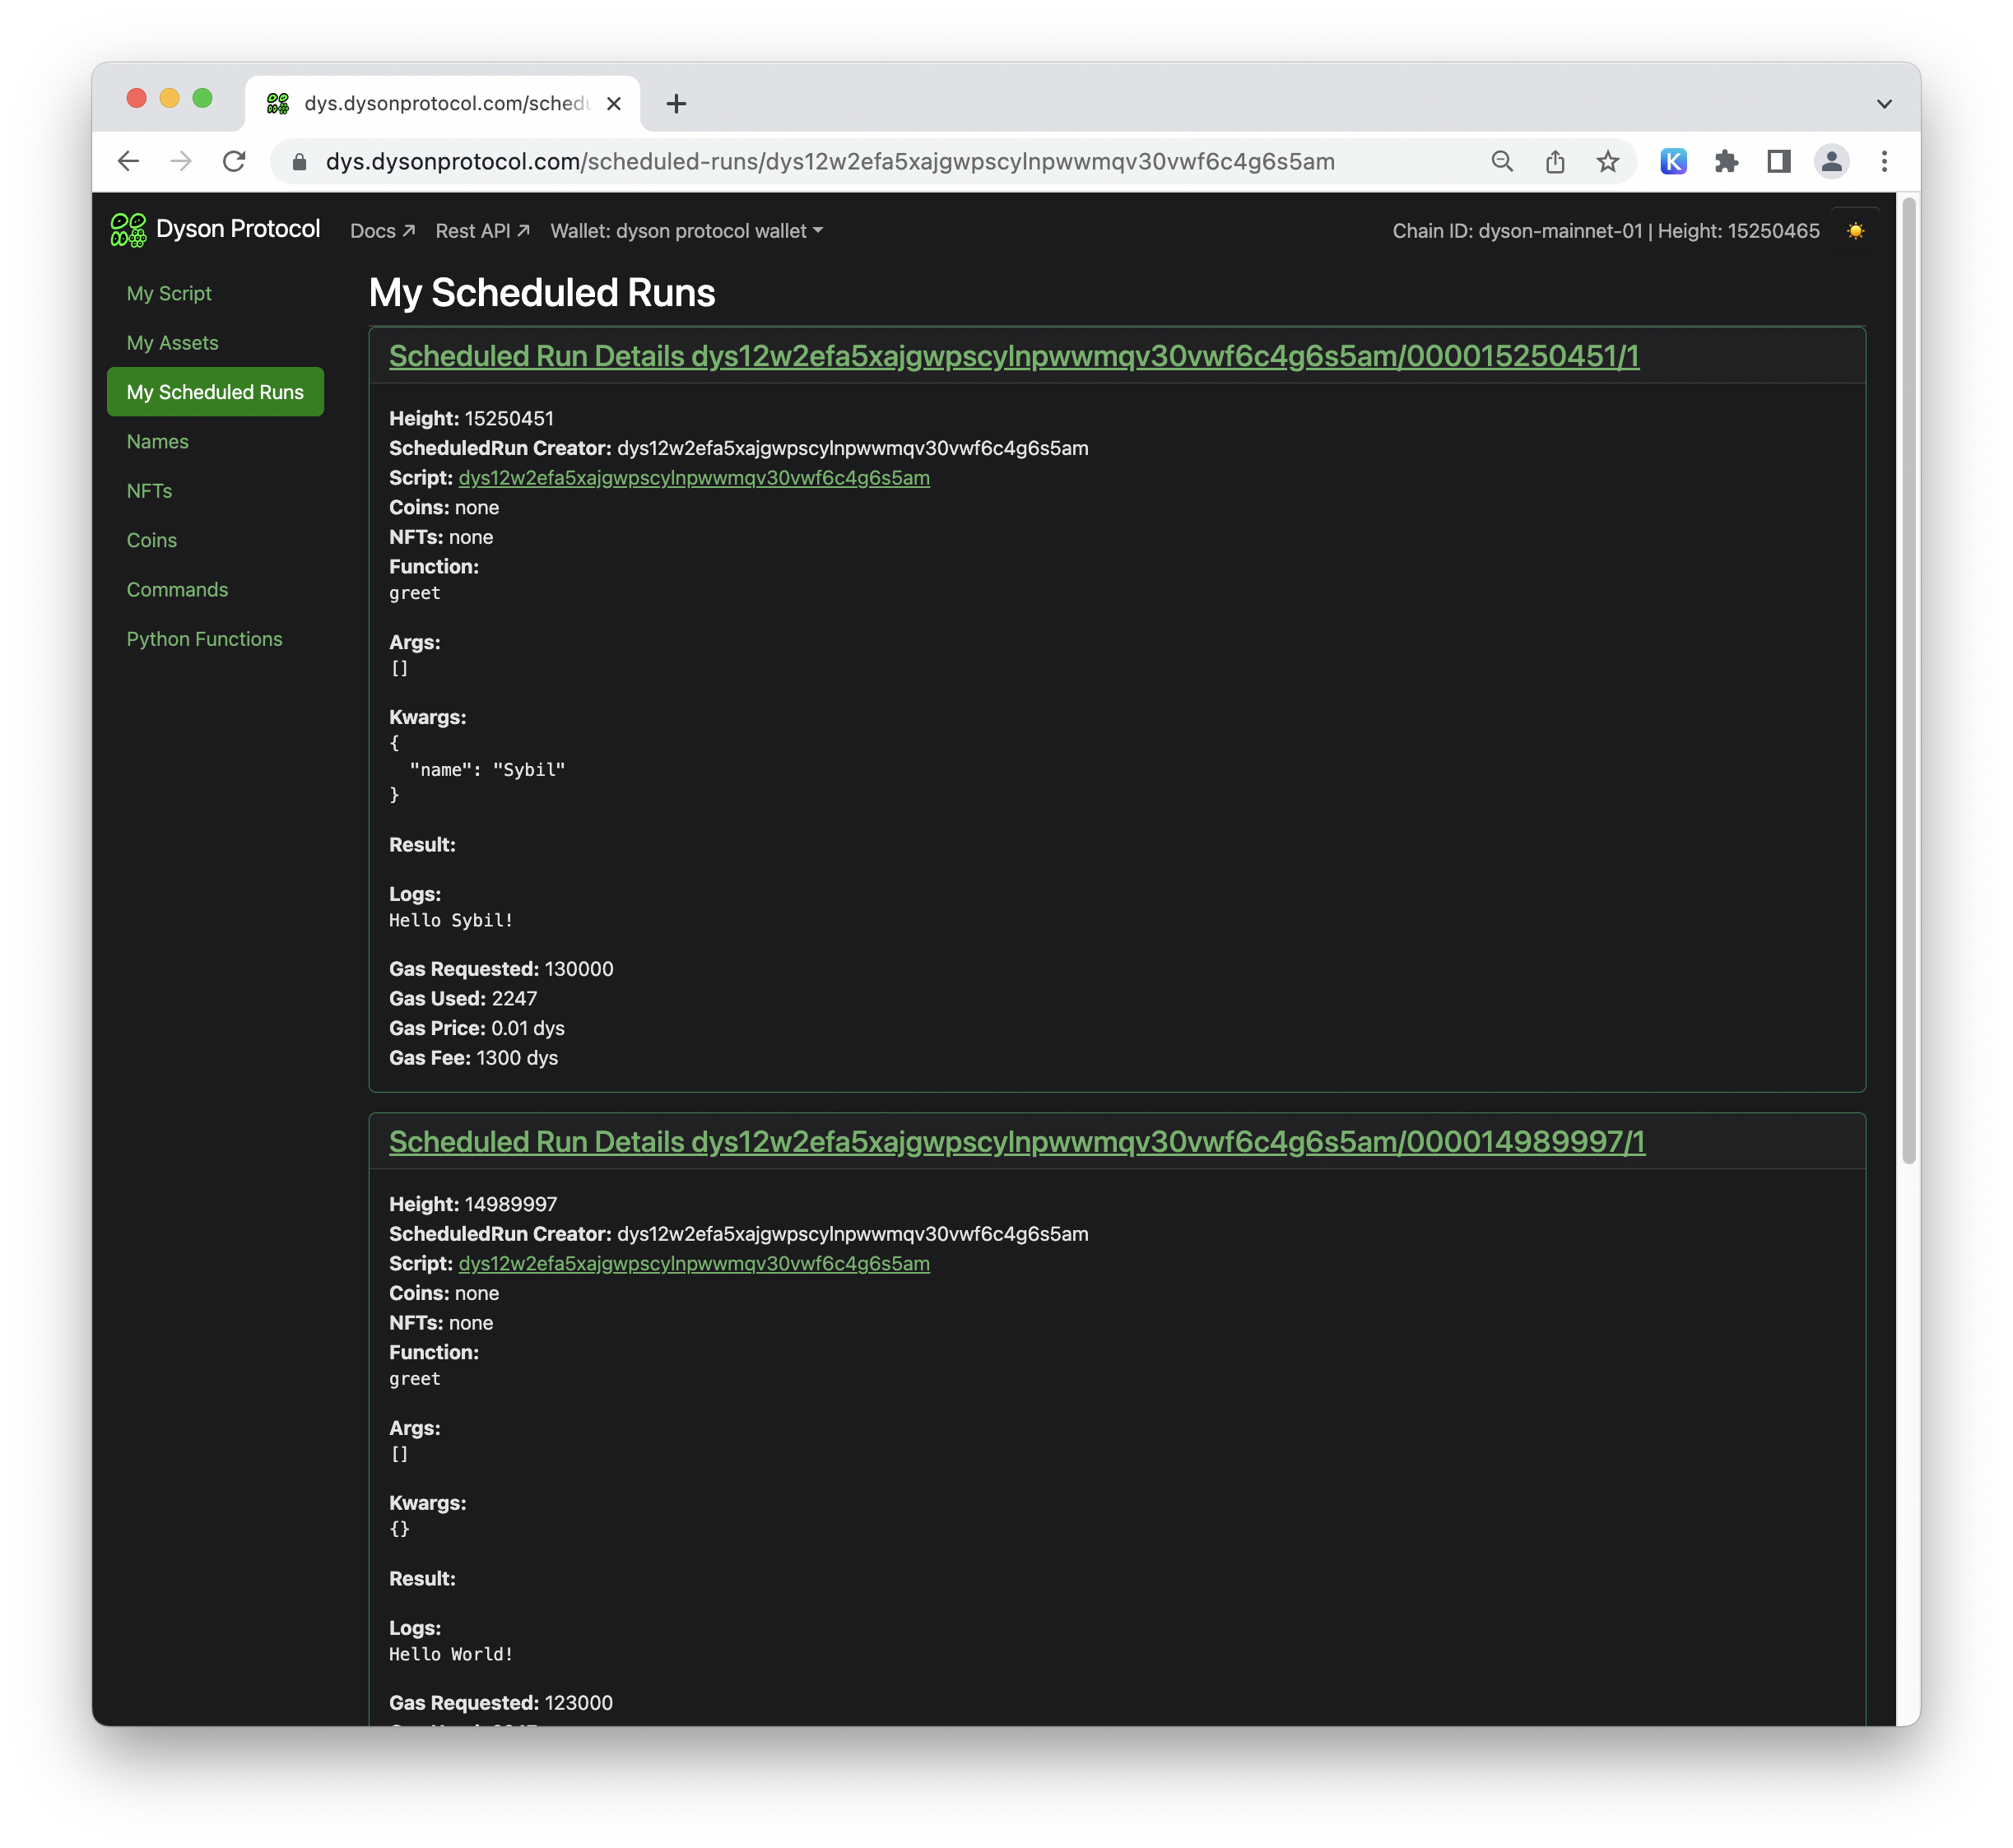 dys.dysonprotocol.com/schedu
dys.dysonprotocol.com/scheduled-runs/dys12w2efa5xajgwpscylnpwwmqv30vwf6c4g6s5am
K
Dyson Protocol Docs ↗ Rest API ↗ Wallet: dyson protocol wallet Chain ID: dyson-mainnet-01 | Height: 15250465
My Script
My Assets
My Scheduled Runs
Names
NFTs
Coins
Commands
Python Functions
My Scheduled Runs
Scheduled Run Details dys12w2efa5xajgwpscylnpwwmqv30vwf6c4g6s5am/000015250451/1
Height: 15250451
ScheduledRun Creator: dys12w2efa5xajgwpscylnpwwmqv30vwf6c4g6s5am
Script: dys12w2efa5xajgwpscylnpwwmqv30vwf6c4g6s5am
Coins: none
NFTs: none
Function:
greet
Args:
[]
Kwargs:
{
  "name": "Sybil"
}
Result:
Logs:
Hello Sybil!
Gas Requested: 130000
Gas Used: 2247
Gas Price: 0.01 dys
Gas Fee: 1300 dys
Scheduled Run Details dys12w2efa5xajgwpscylnpwwmqv30vwf6c4g6s5am/000014989997/1
Height: 14989997
ScheduledRun Creator: dys12w2efa5xajgwpscylnpwwmqv30vwf6c4g6s5am
Script: dys12w2efa5xajgwpscylnpwwmqv30vwf6c4g6s5am
Coins: none
NFTs: none
Function:
greet
Args:
[]
Kwargs:
{}
Result:
Logs:
Hello World!
Gas Requested: 123000